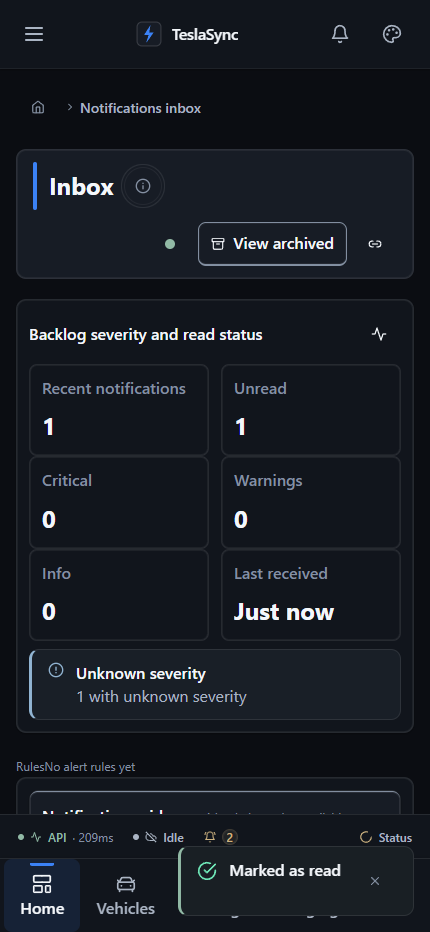 TeslaSync
Notifications inbox
Inbox
View archived
Backlog severity and read status
Recent notifications
1
Unread
1
Critical
0
Warnings
0
Info
0
Last received
Just now
Unknown severity
1 with unknown severity
RulesNo alert rules yet
API · 209ms
Idle
2
Status
Marked as read
Home
Vehicles